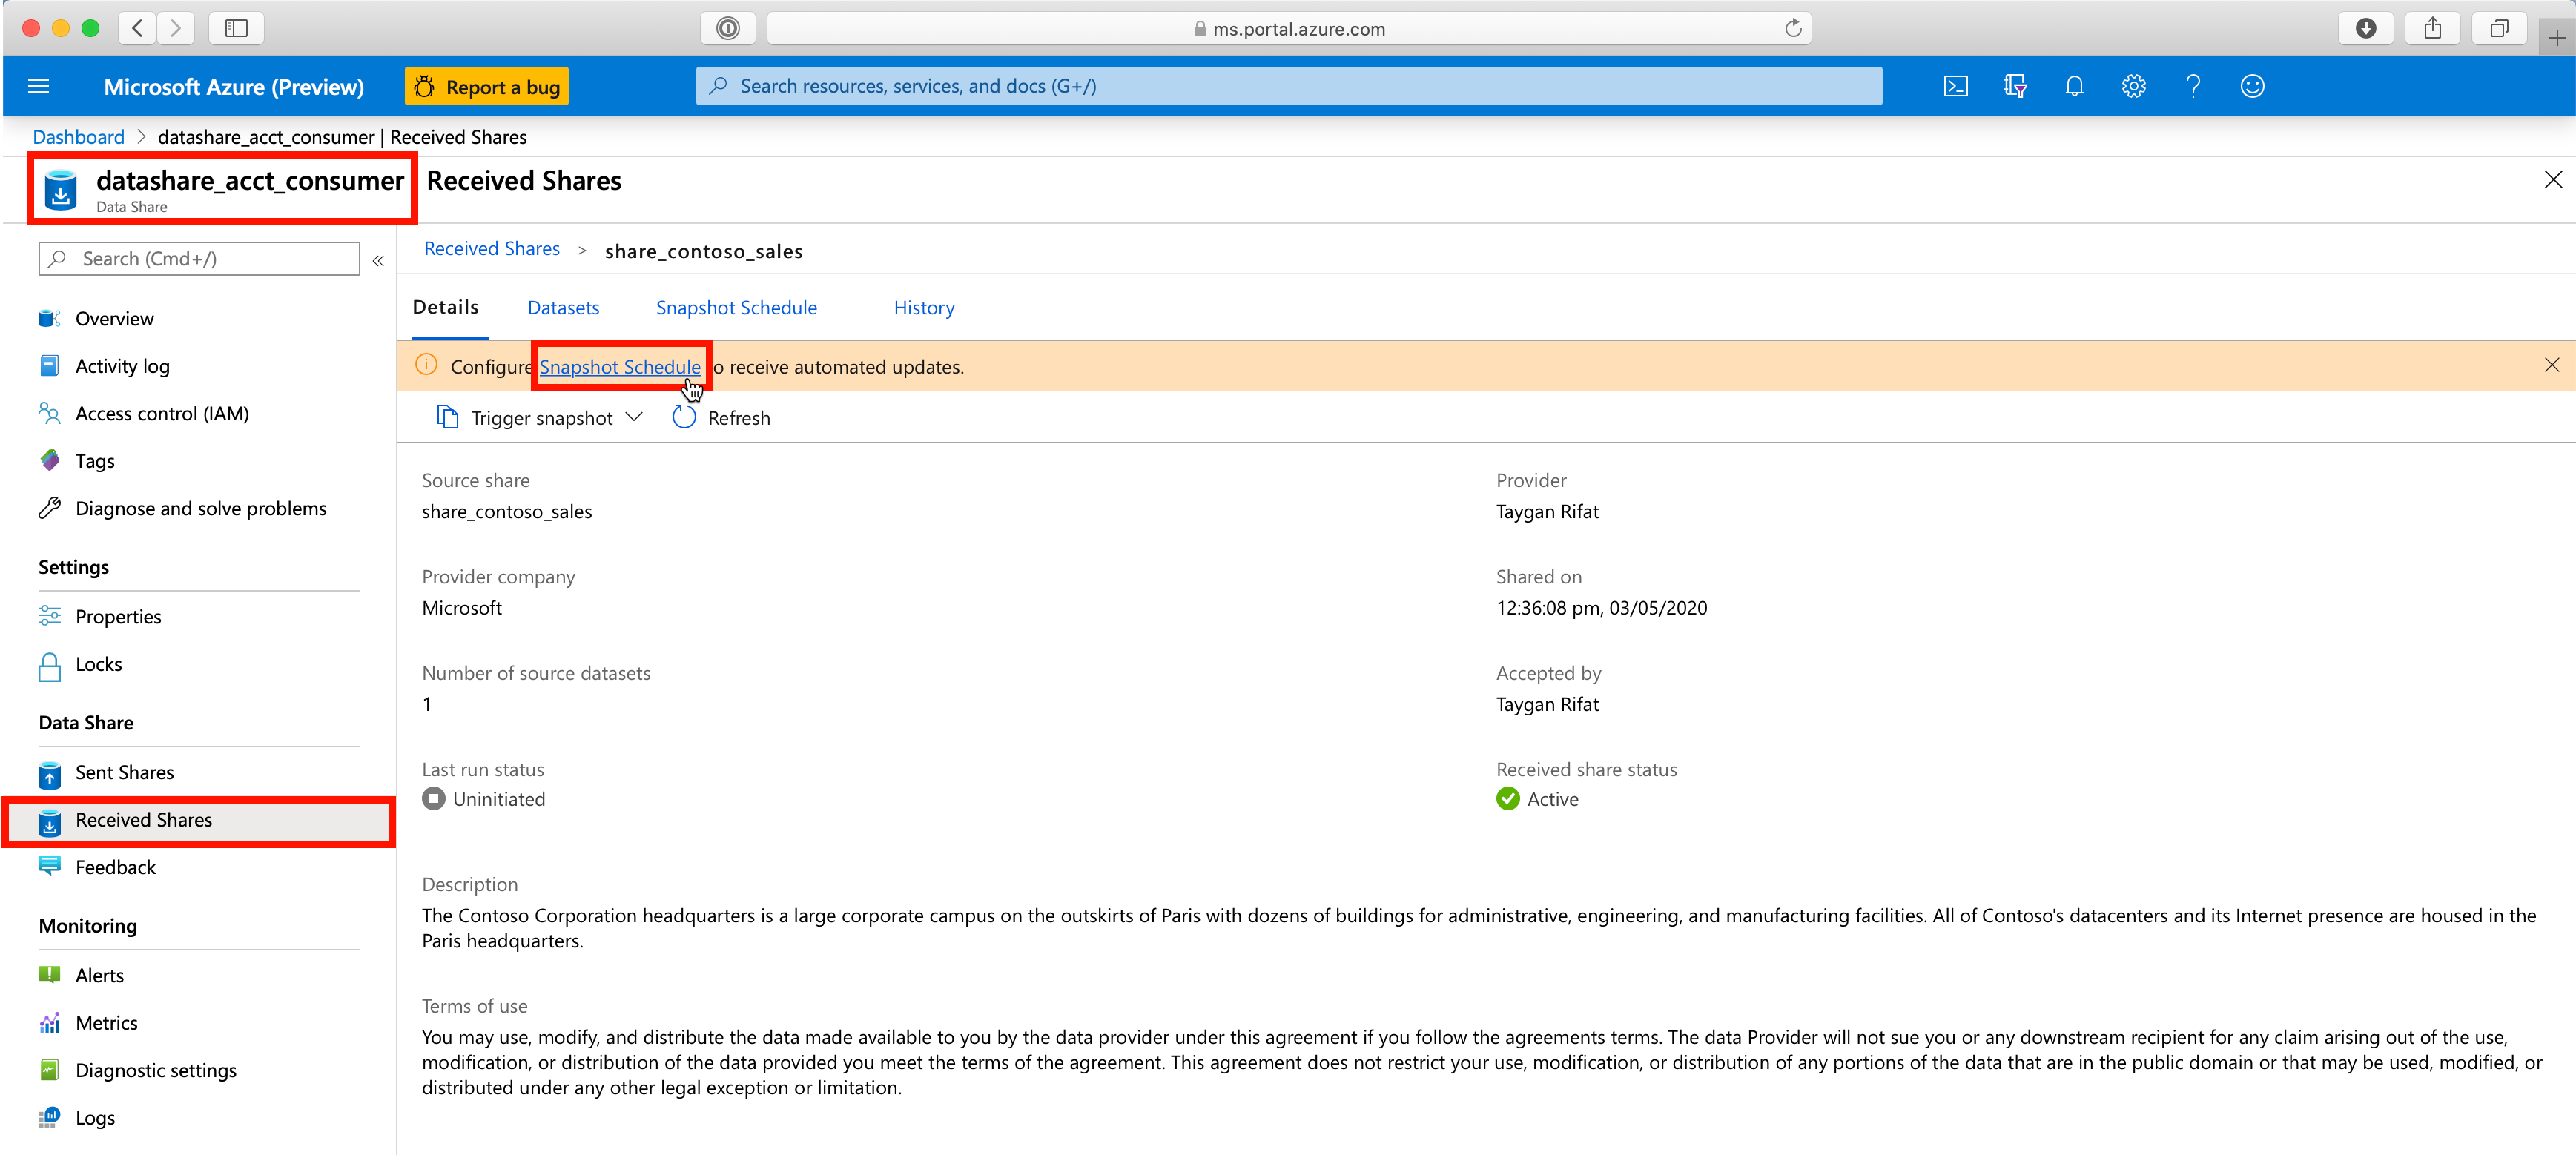 ms.portal.azure.com
Microsoft Azure (Preview)
Report a bug
Search resources, services, and docs (G+/)
Dashboard > datashare_acct_consumer | Received Shares
datashare_acct_consumer Received Shares
Data Share
Search (Cmd+/)
Overview
Activity log
Access control (IAM)
Tags
Diagnose and solve problems
Settings
Properties
Locks
Data Share
Sent Shares
Received Shares
Feedback
Monitoring
Alerts
Metrics
Diagnostic settings
Logs
Received Shares > share_contoso_sales
Details Datasets Snapshot Schedule History
Configure Snapshot Schedule o receive automated updates.
Trigger snapshot Refresh
Source share
share_contoso_sales
Provider
Taygan Rifat
Provider company
Microsoft
Shared on
12:36:08 pm, 03/05/2020
Number of source datasets
1
Accepted by
Taygan Rifat
Last run status
Uninitiated
Received share status
Active
Description
The Contoso Corporation headquarters is a large corporate campus on the outskirts of Paris with dozens of buildings for administrative, engineering, and manufacturing facilities. All of Contoso's datacenters and its Internet presence are housed in the
Paris headquarters.
Terms of use
You may use, modify, and distribute the data made available to you by the data provider under this agreement if you follow the agreements terms. The data Provider will not sue you or any downstream recipient for any claim arising out of the use,
modification, or distribution of the data provided you meet the terms of the agreement. This agreement does not restrict your use, modification, or distribution of any portions of the data that are in the public domain or that may be used, modified, or
distributed under any other legal exception or limitation.